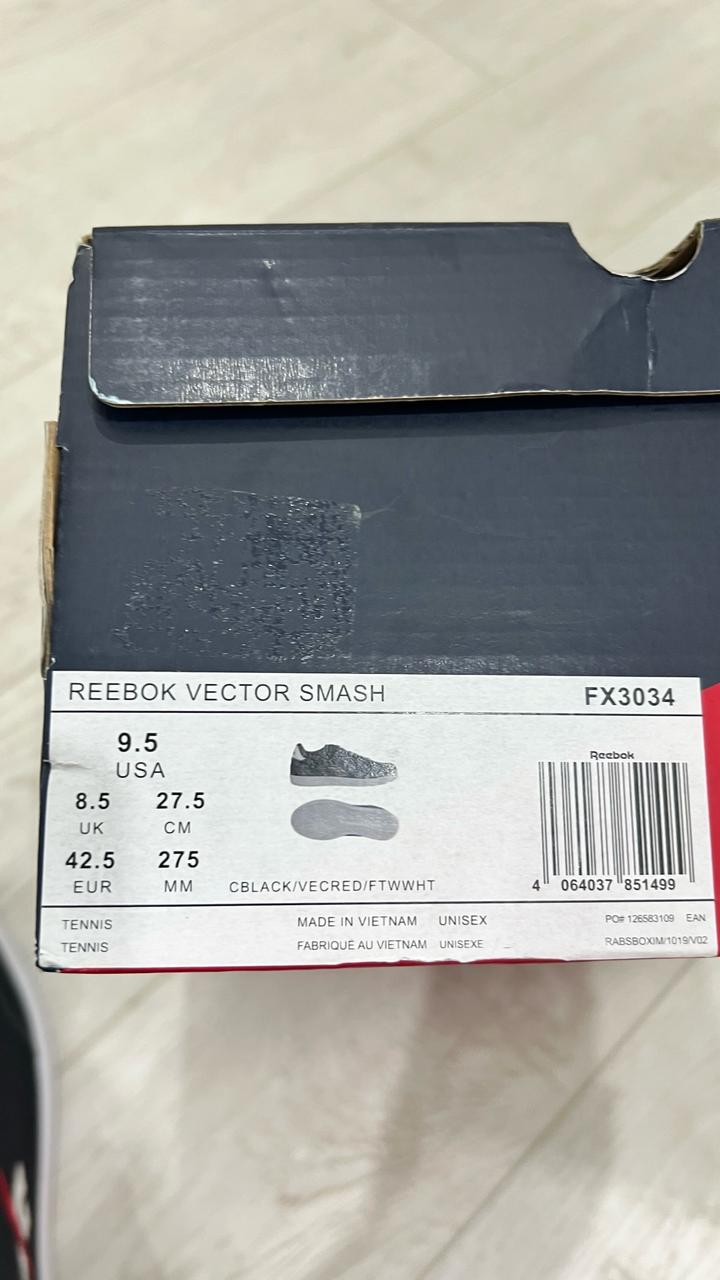 REEBOK VECTOR SMASH FX3034
9.5
USA
8.5 27.5
UK CM
42.5 275
EUR MM
CBLACK/VECRED/FTWWHT
Reebok
4 064037 851499
TENNIS MADE IN VIETNAM UNISEX PO# 126583109 EAN
TENNIS FABRIQUÉ AU VIETNAM UNISEXE RABSBOXIM/1019/V02